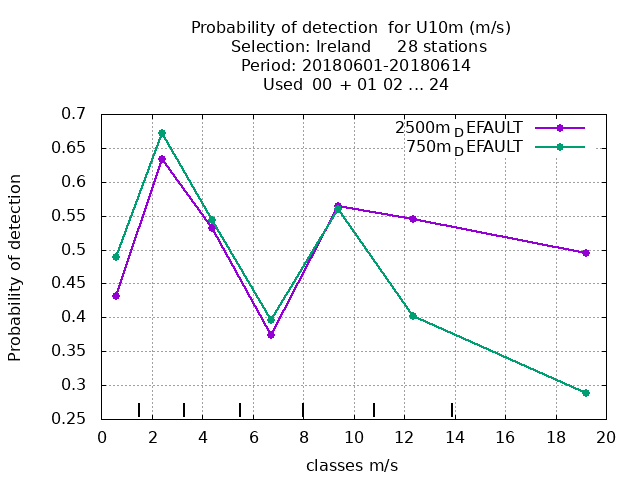 Probability of detection  for U10m (m/s)
Selection: Ireland     28 stations
Period: 20180601-20180614
Used  00  + 01 02 ... 24
2500m_DEFAULT
750m_DEFAULT
Probability of detection
0.7
0.65
0.6
0.55
0.5
0.45
0.4
0.35
0.3
0.25
0 2 4 6 8 10 12 14 16 18 20
classes m/s